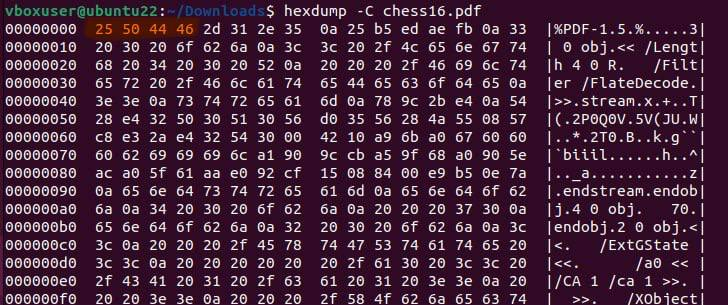 vboxuser@ubuntu22:~/Downloads$ hexdump -C chess16.pdf
00000000  25 50 44 46 2d 31 2e 35  0a 25 b5 ed ae fb 0a 33  |%PDF-1.5.%.....3|
00000010  20 30 20 6f 62 6a 0a 3c  3c 20 2f 4c 65 6e 67 74  | 0 obj.<< /Lengt|
00000020  68 20 34 20 30 20 52 0a  20 20 20 2f 46 69 6c 74  |h 4 0 R.   /Filt|
00000030  65 72 20 2f 46 6c 61 74  65 44 65 63 6f 64 65 0a  |er /FlateDecode.|
00000040  3e 3e 0a 73 74 72 65 61  6d 0a 78 9c 2b e4 0a 54  |>>.stream.x.+..T|
00000050  28 e4 32 50 30 51 30 56  d0 35 56 28 4a 55 08 57  |(.2P0Q0V.5V(JU.W|
00000060  c8 e3 2a e4 32 54 30 00  42 10 a9 6b a0 67 60 60  |..*.2T0.B..k.g``|
00000070  60 62 69 69 69 6c a1 90  9c cb a5 9f 68 a0 90 5e  |`biiil......h..^|
00000080  ac a0 5f 61 aa e0 92 cf  15 08 84 00 e9 b5 0e 7a  |.._a...........z|
00000090  0a 65 6e 64 73 74 72 65  61 6d 0a 65 6e 64 6f 62  |.endstream.endob|
000000a0  6a 0a 34 20 30 20 6f 62  6a 0a 20 20 20 37 30 0a  |j.4 0 obj.   70.|
000000b0  65 6e 64 6f 62 6a 0a 32  20 30 20 6f 62 6a 0a 3c  |endobj.2 0 obj.<|
000000c0  3c 0a 20 20 20 2f 45 78  74 47 53 74 61 74 65 20  |<.   /ExtGState |
000000d0  3c 3c 0a 20 20 20 20 20  20 2f 61 30 20 3c 3c 20  |<<.      /a0 << |
000000e0  2f 43 41 20 31 20 2f 63  61 20 31 20 3e 3e 0a 20  |/CA 1 /ca 1 >>. |
000000f0  20 20 3e 3e 0a 20 20 20  2f 58 4f 62 6a 65 63 74  |  >>.   /XObject|